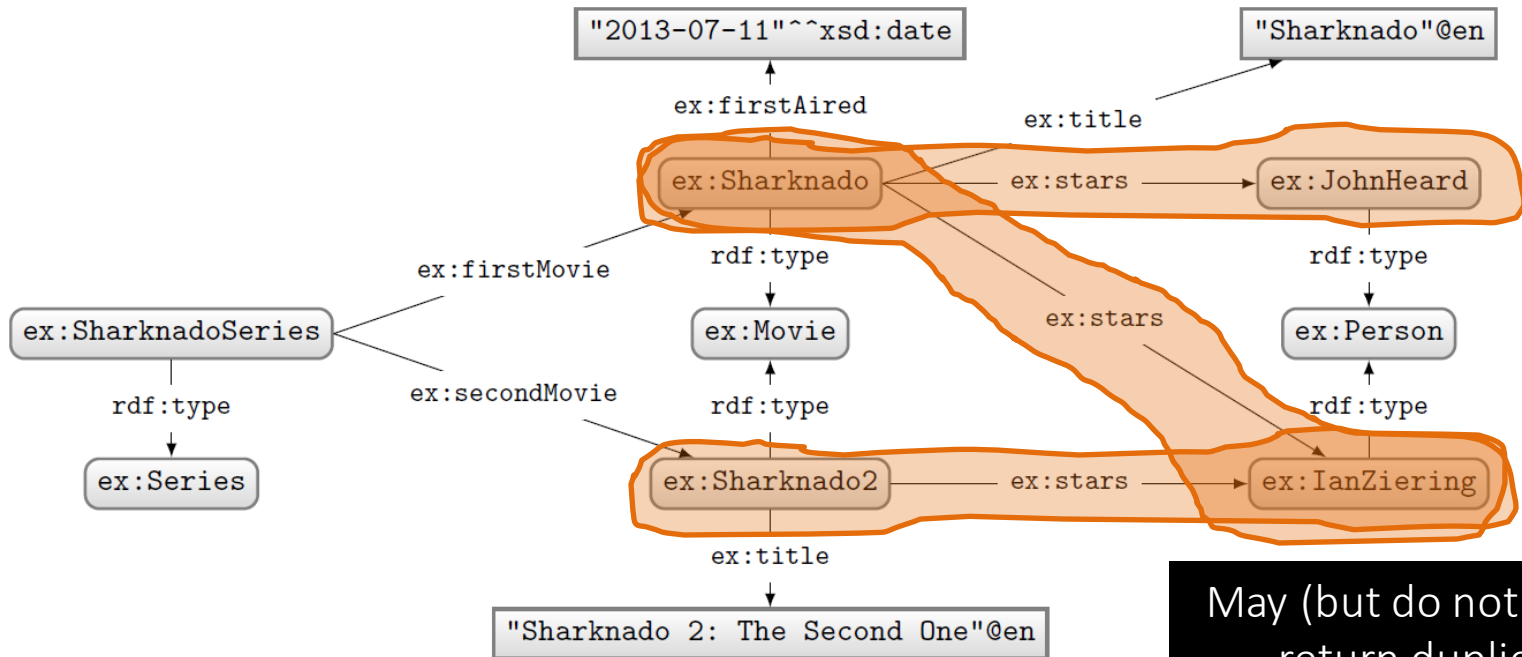 "2013-07-11"^^xsd:date
"Sharknado"@en
ex:firstAired
ex:title
ex:Sharknado
ex:stars
ex:JohnHeard
rdf:type
rdf:type
ex:firstMovie
ex:stars
ex:SharknadoSeries
ex:Movie
ex:Person
ex:secondMovie
rdf:type
rdf:type
rdf:type
ex:Series
ex:Sharknado2
ex:stars
ex:IanZiering
ex:title
"Sharknado 2: The Second One"@en
May (but do not
return